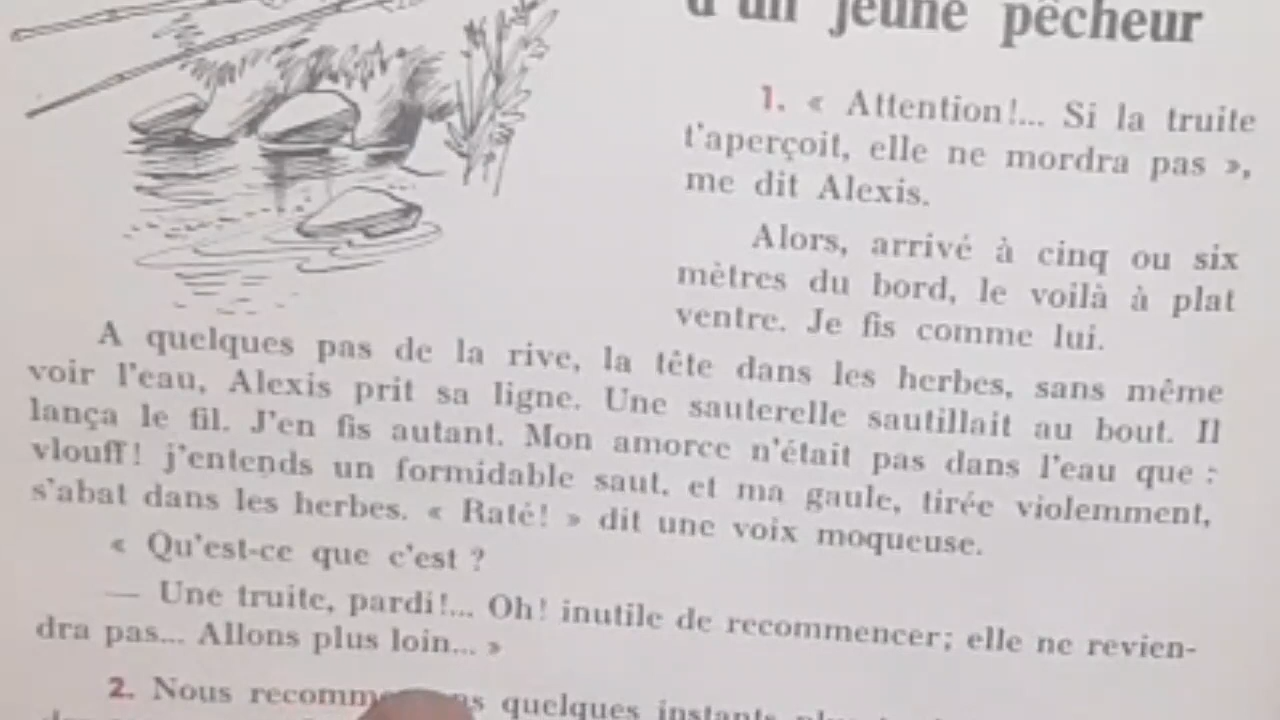 d'un jeune pêcheur
1. « Attention!... Si la truite
t'aperçoit, elle ne mordra pas »,
me dit Alexis.
Alors, arrivé à cinq ou six
mètres du bord, le voilà à plat
ventre. Je fis comme lui.
A quelques pas de la rive, la tête dans les herbes, sans même
voir l'eau, Alexis prit sa ligne. Une sauterelle sautillait au bout. Il
lança le fil. J'en fis autant. Mon amorce n'était pas dans l'eau que :
vlouff! j'entends un formidable saut, et ma gaule, tirée violemment,
s'abat dans les herbes. « Raté! » dit une voix moqueuse.
« Qu'est-ce que c'est ?
— Une truite, pardi!... Oh! inutile de recommencer; elle ne revien-
dra pas... Allons plus loin... »
2. Nous quelques instants